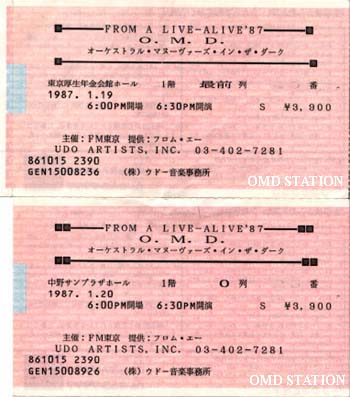 FROM A LIVE-ALIVE'87
O. M. D.
オーケストラル・マヌーヴァーズ・イン・ザ・ダーク
東京厚生年金会館ホール 1階 最前列 番
1987. 1.19
6:00PM開場 6:30PM開演 S ¥3,900
主催：FM東京 提供：フロム・エー
UDO ARTISTS, INC. 03-402-7281
861015 2390
GEN15008236 (株) ウドー音楽事務所
OMD STATION
FROM A LIVE-ALIVE'87
O. M. D.
オーケストラル・マヌーヴァーズ・イン・ザ・ダーク
中野サンプラザホール 1階 O 列 番
1987. 1.20
6:00PM開場 6:30PM開演 S ¥3,900
主催：FM東京 提供：フロム・エー
UDO ARTISTS, INC. 03-402-7281
861015 2390
GEN15008926 (株) ウドー音楽事務所
OMD STATION